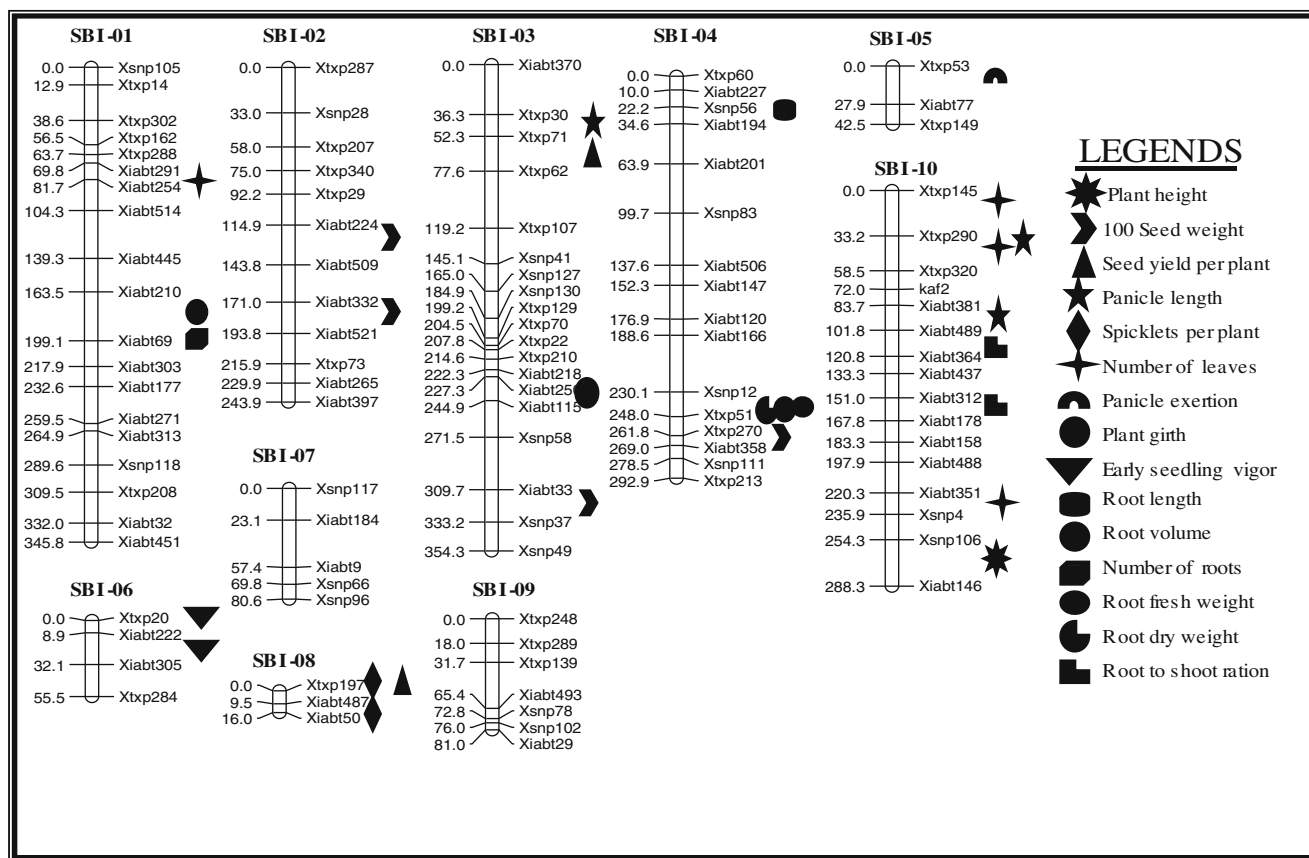 SBI-01
0.0 Xsnp105
12.9 Xtxp14
38.6 Xtxp302
56.5 Xtxp162
63.7 Xtxp288
69.8 Xiabt291
81.7 Xiabt254
104.3 Xiabt514
139.3 Xiabt445
163.5 Xiabt210
199.1 Xiabt69
217.9 Xiabt303
232.6 Xiabt177
259.5 Xiabt271
264.9 Xiabt313
289.6 Xsnp118
309.5 Xtxp208
332.0 Xiabt32
345.8 Xiabt451
SBI-02
0.0 Xtxp287
33.0 Xsnp28
58.0 Xtxp207
75.0 Xtxp340
92.2 Xtxp29
114.9 Xiabt224
143.8 Xiabt509
171.0 Xiabt332
193.8 Xiabt521
215.9 Xtxp73
229.9 Xiabt265
243.9 Xiabt397
SBI-03
0.0 Xiabt370
36.3 Xtxp30
52.3 Xtxp71
77.6 Xtxp62
119.2 Xtxp107
145.1 Xsnp41
165.0 Xsnp127
184.9 Xsnp130
199.2 Xtxp129
204.5 Xtxp70
207.8 Xtxp22
214.6 Xtxp210
222.3 Xiabt218
227.3
244.9 Xiabt115
271.5 Xsnp58
309.7 Xiabt33
333.2 Xsnp37
354.3 Xsnp49
SBI-04
0.0 Xtxp60
10.0 Xiabt227
22.2 Xsnp56
34.6 Xiabt194
63.9 Xiabt201
99.7 Xsnp83
137.6 Xiabt506
152.3 Xiabt147
176.9 Xiabt120
188.6 Xiabt166
230.1 Xsnp12
248.0 Xtxp51
261.8 Xtxp270
269.0 Xiabt358
278.5 Xsnp111
292.9 Xtxp213
SBI-05
0.0 Xtxp53
27.9 Xiabt77
42.5 Xtxp149
SBI-10
0.0 Xtxp145
33.2 Xtxp290
58.5 Xtxp320
72.0 kaf2
83.7 Xiabt381
101.8 Xiabt489
120.8 Xiabt364
133.3 Xiabt437
151.0 Xiabt312
167.8 Xiabt178
183.3 Xiabt158
197.9 Xiabt488
220.3 Xiabt351
235.9 Xsnp4
254.3 Xsnp106
288.3 Xiabt146
SBI-06
0.0 Xtxp20
8.9 Xiabt222
32.1 Xiabt305
55.5 Xtxp284
SBI-07
0.0 Xsnp117
23.1 Xiabt184
57.4 Xiabt9
69.8 Xsnp66
80.6 Xsnp96
SBI-08
0.0 Xtxp197
9.5 Xiabt487
16.0 Xiabt50
SBI-09
0.0 Xtxp248
18.0 Xtxp289
31.7 Xtxp139
65.4 Xiabt493
72.8 Xsnp78
76.0 Xsnp102
81.0 Xiabt29
LEGENDS
Plant height
100 Seed weight
Seed yield per plant
Panicle length
Spicklets per plant
Number of leaves
Panicle exertion
Plant girth
Early seedling vigor
Root length
Root volume
Number of roots
Root fresh weight
Root dry weight
Root to shoot ration